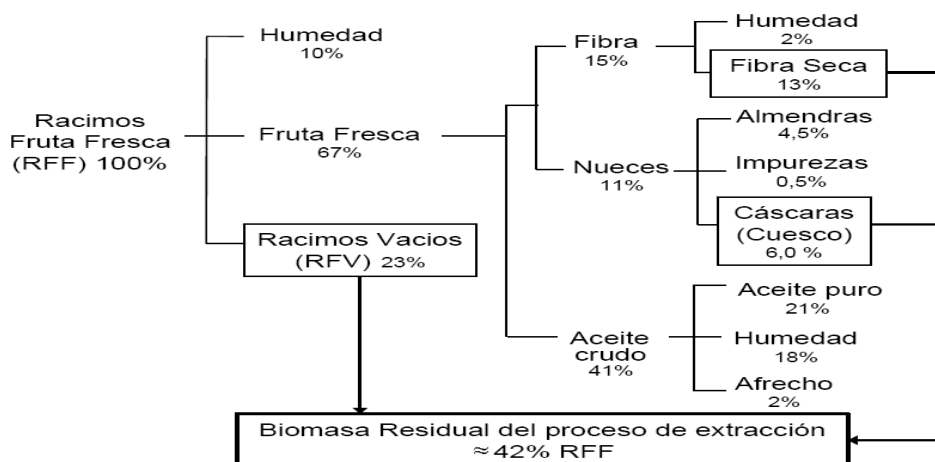 Racimos
Fruta Fresca
(RFF) 100%
Humedad
10%
Fruta Fresca
67%
Racimos Vacios
(RFV) 23%
Fibra
15%
Nueces
11%
Aceite
crudo
41%
Humedad
2%
Fibra Seca
13%
Almendras
4,5%
Impurezas
0,5%
Cáscaras
(Cuesco)
6,0 %
Aceite puro
21%
Humedad
18%
Afrecho
2%
Biomasa Residual del proceso de extracción
≈42% RFF